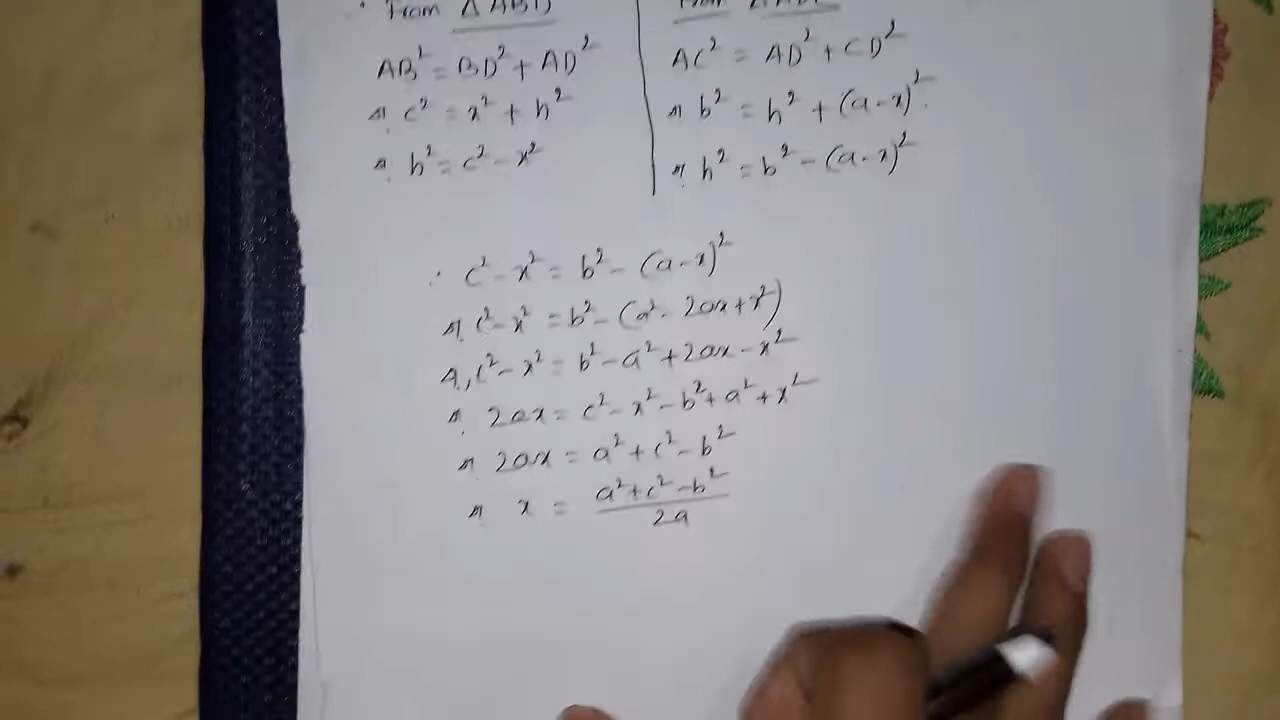 From Δ ABD
AB² = BD² + AD²
c² = x² + h²
h² = c² - x²
AC² = AD² + CD²
b² = h² + (a-x)²
h² = b² - (a-x)²
∴ c² - x² = b² - (a-x)²
c² - x² = b² - (a² - 2ax + x²)
c² - x² = b² - a² + 2ax - x²
2ax = c² - x² - b² + a² + x²
2ax = a² + c² - b²
x = a² + c² - b² / 2a